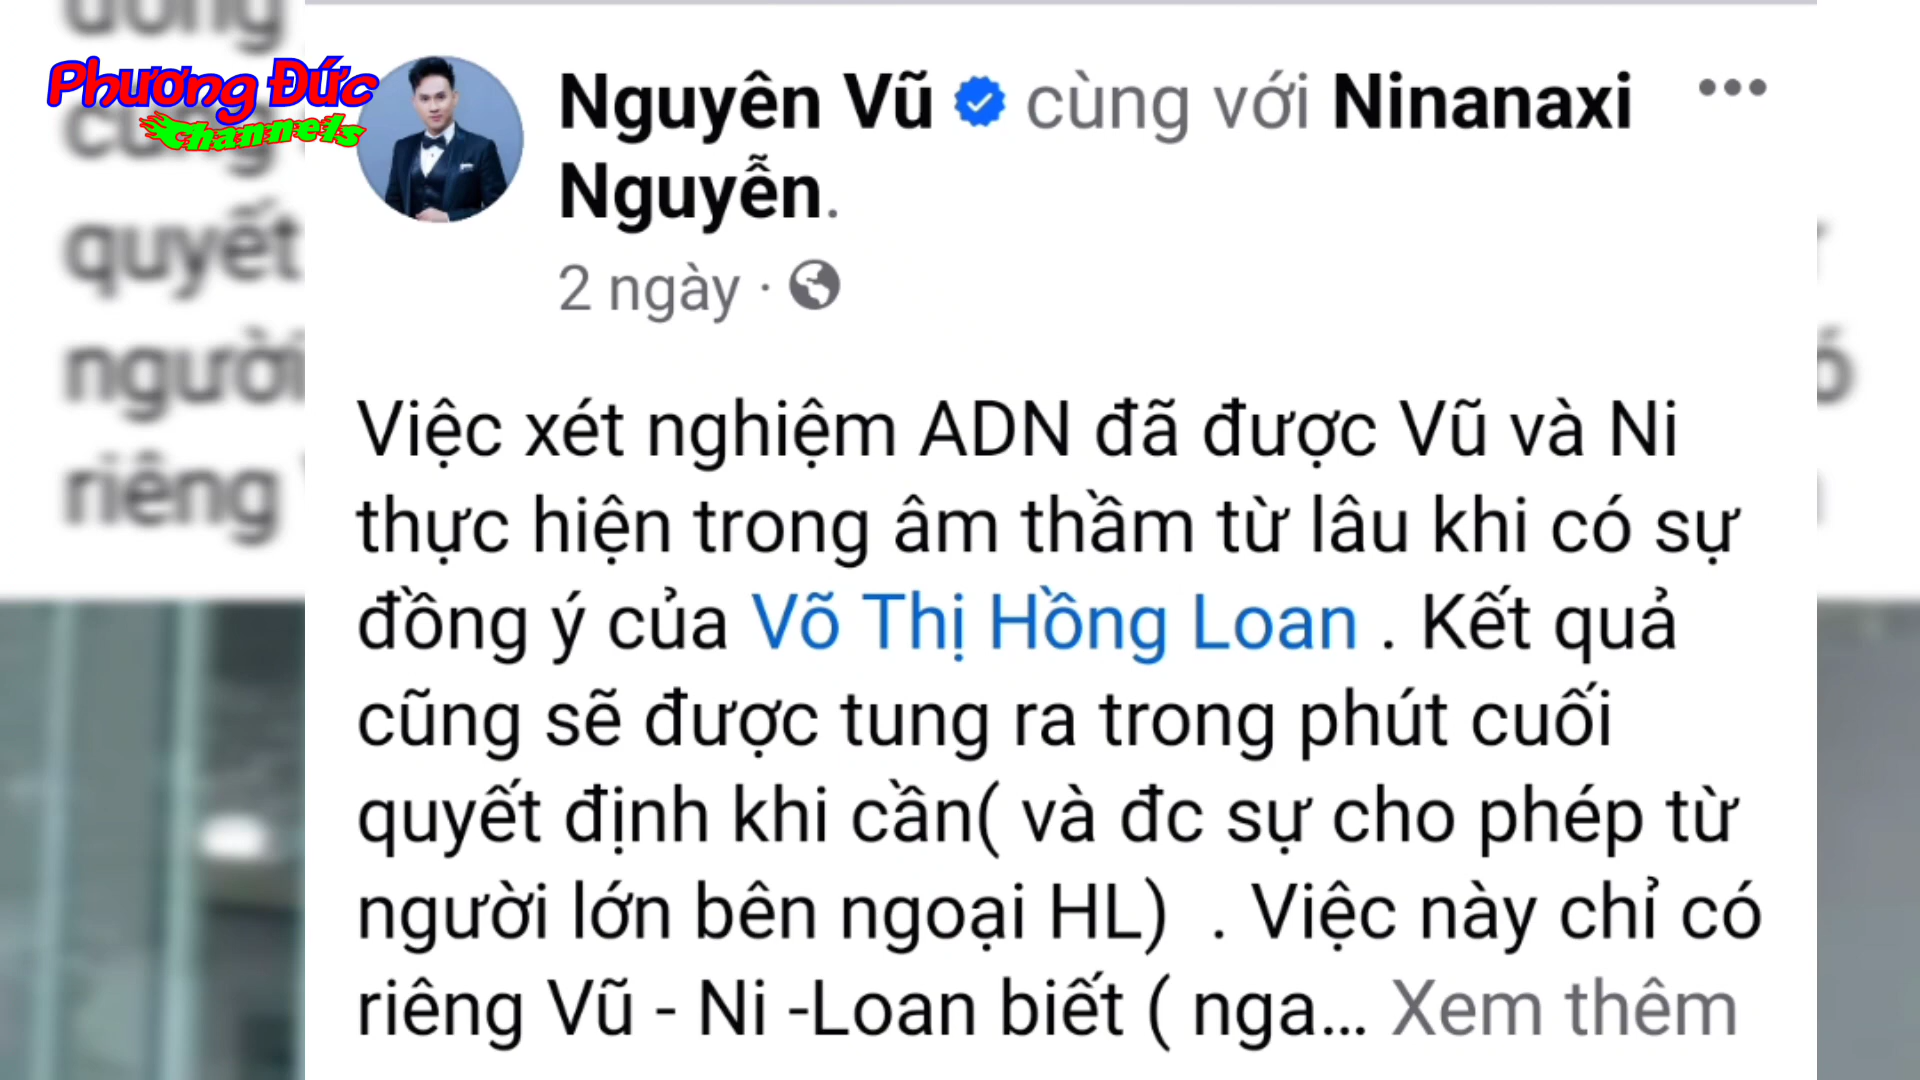 Phương Đức
Channels
Nguyên Vũ cùng với Ninanaxi
Nguyễn.
2 ngày ·
Việc xét nghiệm ADN đã được Vũ và Ni
thực hiện trong âm thầm từ lâu khi có sự
đồng ý của Võ Thị Hồng Loan . Kết quả
cũng sẽ được tung ra trong phút cuối
quyết định khi cần( và đc sự cho phép từ
người lớn bên ngoại HL) . Việc này chỉ có
riêng Vũ - Ni -Loan biết ( nga... Xem thêm
quyết
người
riêng